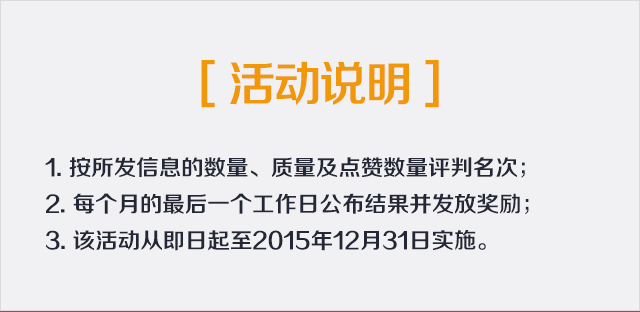 [ 活动说明 ]
1. 按所发信息的数量、质量及点赞数量评判名次；
2. 每个月的最后一个工作日公布结果并发放奖励；
3. 该活动从即日起至2015年12月31日实施。